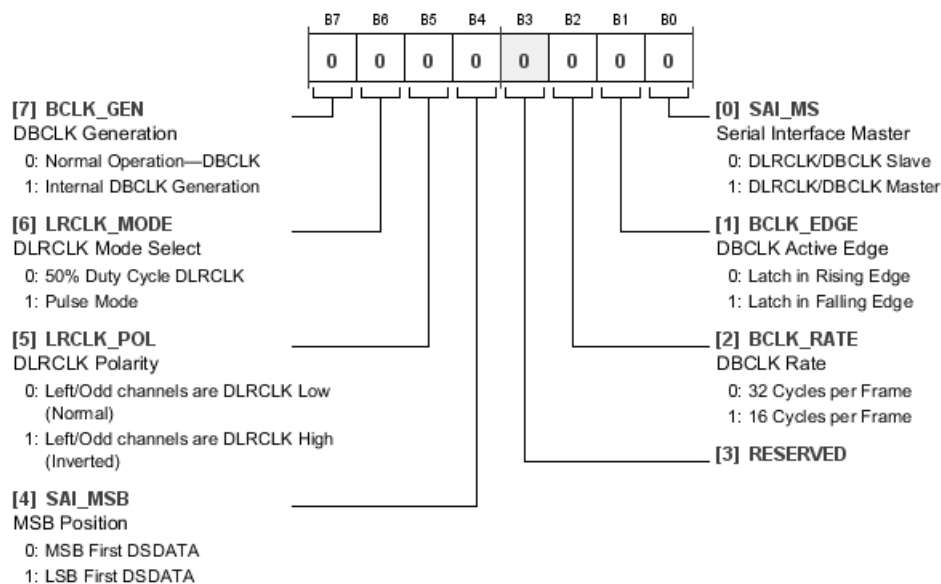 B7 B6 B5 B4 B3 B2 B1 B0
0 0 0 0 0 0 0 0
[7] BCLK_GEN
DBCLK Generation
0: Normal Operation—DBCLK
1: Internal DBCLK Generation
[6] LRCLK_MODE
DLRCLK Mode Select
0: 50% Duty Cycle DLRCLK
1: Pulse Mode
[5] LRCLK_POL
DLRCLK Polarity
0: Left/Odd channels are DLRCLK Low
(Normal)
1: Left/Odd channels are DLRCLK High
(Inverted)
[4] SAI_MSB
MSB Position
0: MSB First DSDATA
1: LSB First DSDATA
[0] SAI_MS
Serial Interface Master
0: DLRCLK/DBCLK Slave
1: DLRCLK/DBCLK Master
[1] BCLK_EDGE
DBCLK Active Edge
0: Latch in Rising Edge
1: Latch in Falling Edge
[2] BCLK_RATE
DBCLK Rate
0: 32 Cycles per Frame
1: 16 Cycles per Frame
[3] RESERVED